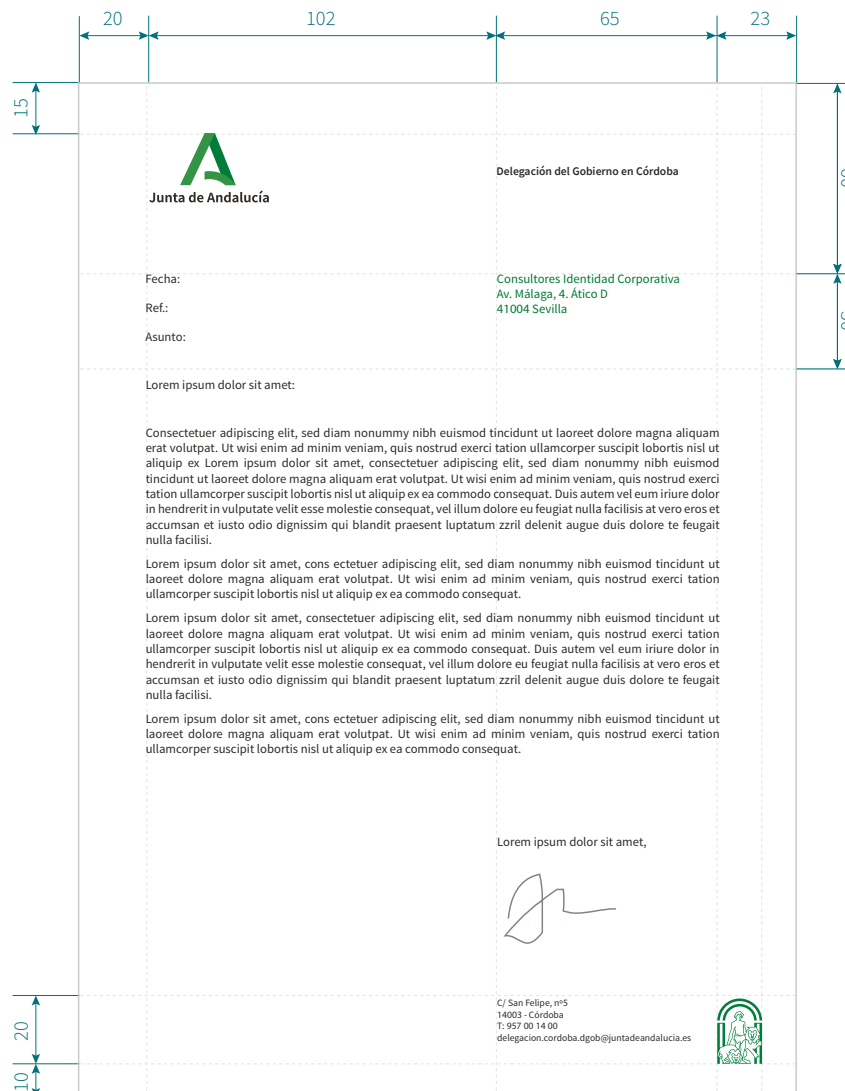 20 102 65 23
15
Junta de Andalucía
Delegación del Gobierno en Córdoba
Fecha:
Ref.:
Asunto:
Consultores Identidad Corporativa
Av. Málaga, 4. Ático D
41004 Sevilla
Lorem ipsum dolor sit amet:
Consectetuer adipiscing elit, sed diam nonummy nibh euismod tincidunt ut laoreet dolore magna aliquam
erat volutpat. Ut wisi enim ad minim veniam, quis nostrud exerci tation ullamcorper suscipit lobortis nisl ut
aliquip ex Lorem ipsum dolor sit amet, consectetuer adipiscing elit, sed diam nonummy nibh euismod
tincidunt ut laoreet dolore magna aliquam erat volutpat. Ut wisi enim ad minim veniam, quis nostrud exerci
tation ullamcorper suscipit lobortis nisl ut aliquip ex ea commodo consequat. Duis autem vel eum iriure dolor
in hendrerit in vulputate velit esse molestie consequat, vel illum dolore eu feugiat nulla facilisis at vero eros et
accumsan et iusto odio dignissim qui blandit praesent luptatum zzril delenit augue duis dolore te feugait
nulla facilisi.
Lorem ipsum dolor sit amet, cons ectetuer adipiscing elit, sed diam nonummy nibh euismod tincidunt ut
laoreet dolore magna aliquam erat volutpat. Ut wisi enim ad minim veniam, quis nostrud exerci tation
ullamcorper suscipit lobortis nisl ut aliquip ex ea commodo consequat.
Lorem ipsum dolor sit amet, consectetuer adipiscing elit, sed diam nonummy nibh euismod tincidunt ut
laoreet dolore magna aliquam erat volutpat. Ut wisi enim ad minim veniam, quis nostrud exerci tation
ullamcorper suscipit lobortis nisl ut aliquip ex ea commodo consequat. Duis autem vel eum iriure dolor in
hendrerit in vulputate velit esse molestie consequat, vel illum dolore eu feugiat nulla facilisis at vero eros et
accumsan et iusto odio dignissim qui blandit praesent luptatum zzril delenit augue duis dolore te feugait
nulla facilisi.
Lorem ipsum dolor sit amet, cons ectetuer adipiscing elit, sed diam nonummy nibh euismod tincidunt ut
laoreet dolore magna aliquam erat volutpat. Ut wisi enim ad minim veniam, quis nostrud exerci tation
ullamcorper suscipit lobortis nisl ut aliquip ex ea commodo consequat.
Lorem ipsum dolor sit amet,
C/ San Felipe, nº5
14003 - Córdoba
T: 957 00 14 00
delegacion.cordoba.dgob@juntadeandalucia.es
20
10